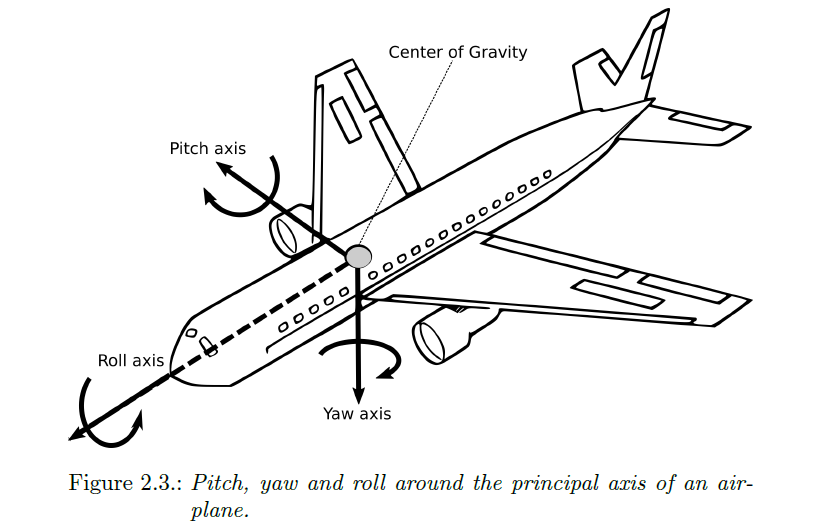 Center of Gravity
Pitch axis
Roll axis
Yaw axis
Figure 2.3.: Pitch, yaw and roll around the principal axis of an air-
plane.